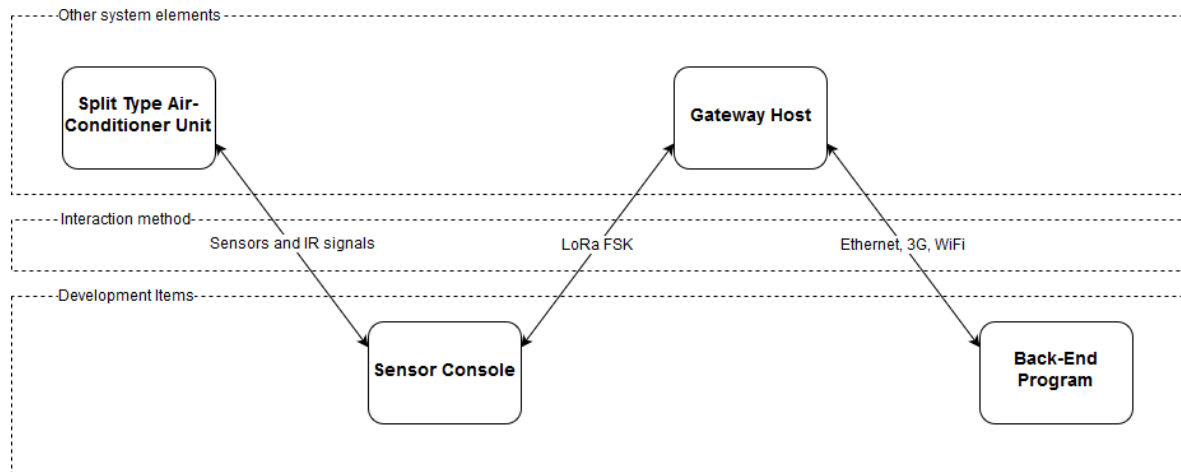 Other system elements
Split Type Air-
Conditioner Unit
Gateway Host
Interaction method
Sensors and IR signals
LoRa FSK
Ethernet, 3G, WiFi
Development Items
Sensor Console
Back-End
Program